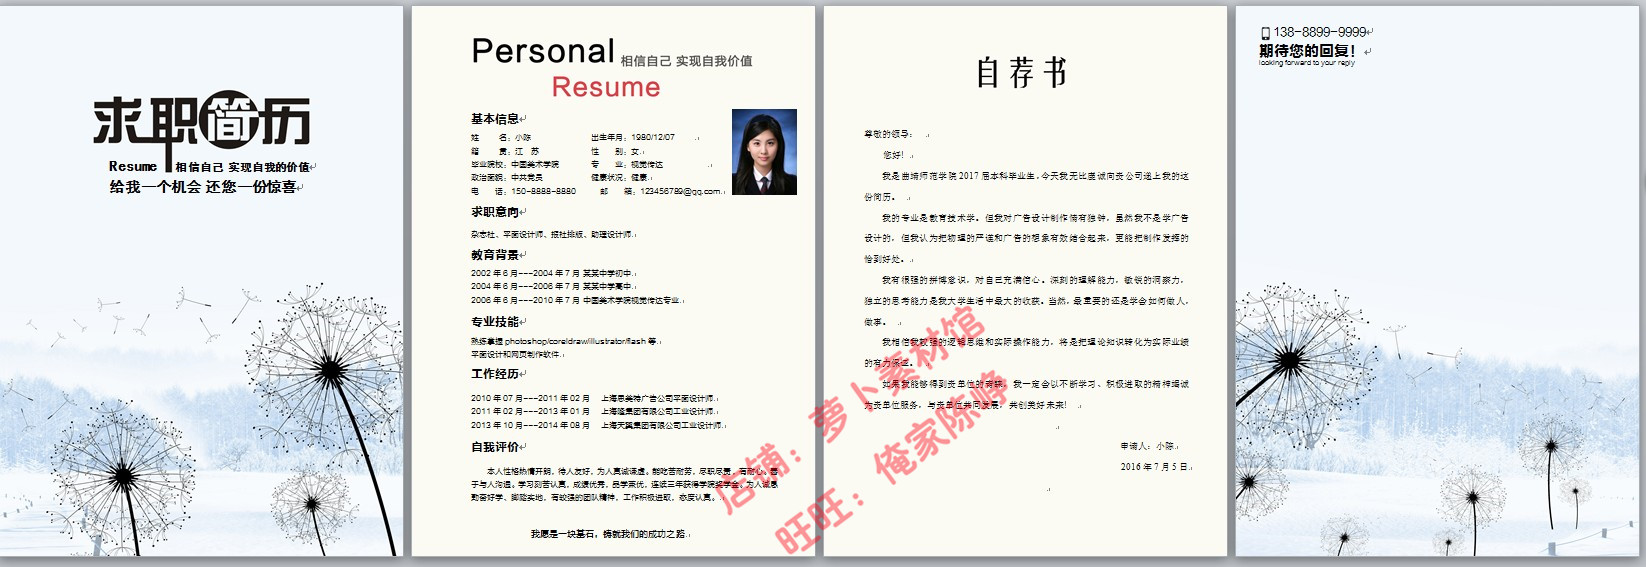 求职简历
Resume 相信自己 实现自我的价值
给我一个机会 还您一份惊喜
Personal 相信自己 实现自我价值
Resume
基本信息
姓 名：小陈 出生年月：1980/12/07
籍 贯：江 苏 性 别：女
毕业院校：中国美术学院 专 业：视觉传达
政治面貌：中共党员 健康状况：健康
电 话：150-8888-8880 邮 箱：123456789@qq.com
求职意向
杂志社、平面设计师、报社排版、助理设计师
教育背景
2002 年 6 月---2004 年 7 月 某某中学初中
2004 年 6 月---2006 年 7 月 某某中学高中
2006 年 6 月---2010 年 7 月 中国美术学院视觉传达专业
专业技能
熟练掌握 photoshop/coreldraw/illustrator/flash 等
平面设计和网页制作软件
工作经历
2010 年 07 月---2011 年 02 月 上海思美特广告公司平面设计师
2011 年 02 月---2013 年 01 月 上海隆集团有限公司工业设计师
2013 年 10 月---2014 年 08 月 上海天翼集团有限公司工业设计师
自我评价
本人性格热情开朗，待人友好，为人真诚谦虚。能吃苦耐劳，尽职尽责，有耐心。善
于与人沟通。学习刻苦认真，成绩优秀，品学兼优，连续三年获得学院奖学金。为人诚恳
勤奋好学、脚踏实地，有较强的团队精神，工作积极进取，态度认真。
我愿是一块基石，铸就我们的成功之路
自荐书
尊敬的领导：
您好！
我是曲靖师范学院 2017 届本科毕业生，今天我无比虔诚向贵公司递上我的这
份简历。
我的专业是教育技术学。但我对广告设计制作情有独钟，虽然我不是学广告
设计的，但我认为把物理的严谨和广告的想象有效结合起来，更能把制作发挥的
恰到好处。
我有很强的拼搏意识，对自己充满信心。深刻的理解能力，敏锐的洞察力，
独立的思考能力是我大学生活中最大的收获。当然，最重要的还是学会如何做人，
做事。
我相信我较强的逻辑思维和实际操作能力，将是把理论知识转化为实际业绩
的有力保证。
如果我能够得到贵单位的青睐，我一定会以不断学习、积极进取的精神竭诚
为贵单位服务，与贵单位共同发展，共创美好未来！
申请人：小陈
2016 年 7 月 5 日
138-8899-9999
期待您的回复！
looking forward to your reply
店铺：萝卜素材馆
旺旺：俺家陈峥